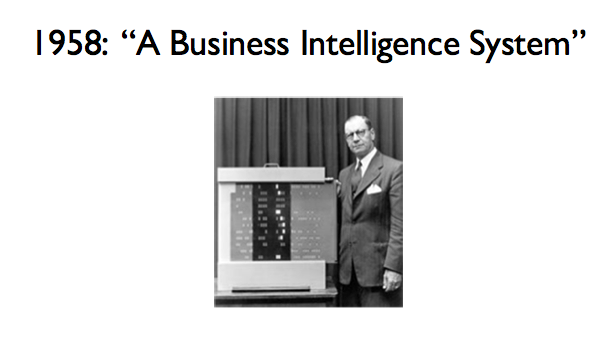 1958: “A Business Intelligence System”